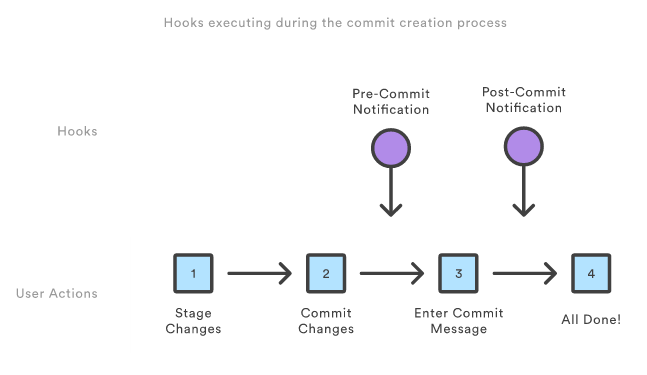 Hooks executing during the commit creation process
Pre-Commit
Notification
Post-Commit
Notification
Hooks
1
2
3
4
User Actions
Stage
Changes
Commit
Changes
Enter Commit
Message
All Done!